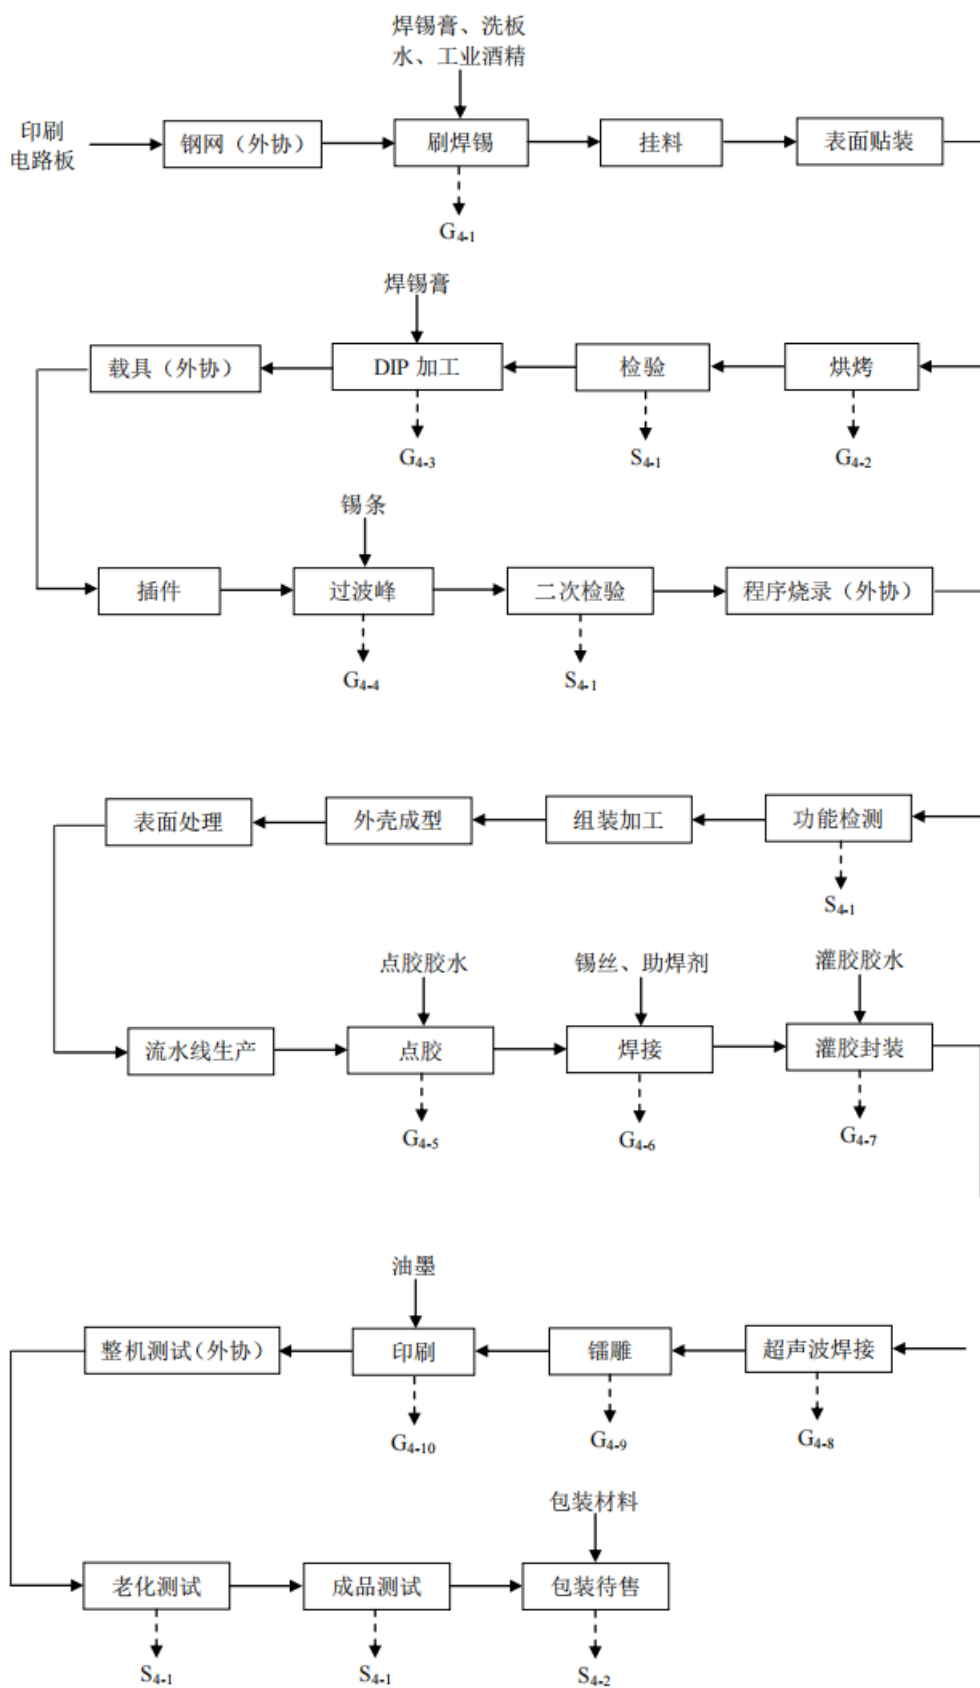 焊锡膏、洗板
水、工业酒精
印刷
电路板
钢网（外协）
刷焊锡
挂料
表面贴装
G4-1
焊锡膏
载具（外协）
DIP 加工
检验
烘烤
G4-3
S4-1
G4-2
锡条
插件
过波峰
二次检验
程序烧录（外协）
G4-4
S4-1
表面处理
外壳成型
组装加工
功能检测
S4-1
点胶胶水
锡丝、助焊剂
灌胶胶水
流水线生产
点胶
焊接
灌胶封装
G4-5
G4-6
G4-7
油墨
整机测试（外协）
印刷
镭雕
超声波焊接
G4-10
G4-9
G4-8
包装材料
老化测试
成品测试
包装待售
S4-1
S4-1
S4-2